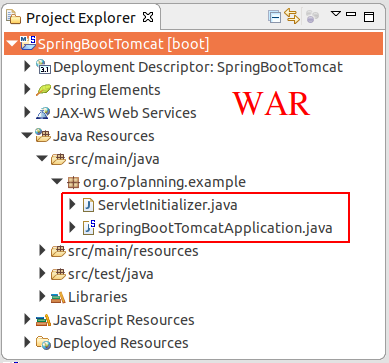 Project Explorer
SpringBootTomcat [boot]
Deployment Descriptor: SpringBootTomcat
Spring Elements
WAR
JAX-WS Web Services
Java Resources
src/main/java
org.o7planning.example
ServletInitializer.java
SpringBootTomcatApplication.java
src/main/resources
src/test/java
Libraries
JavaScript Resources
Deployed Resources